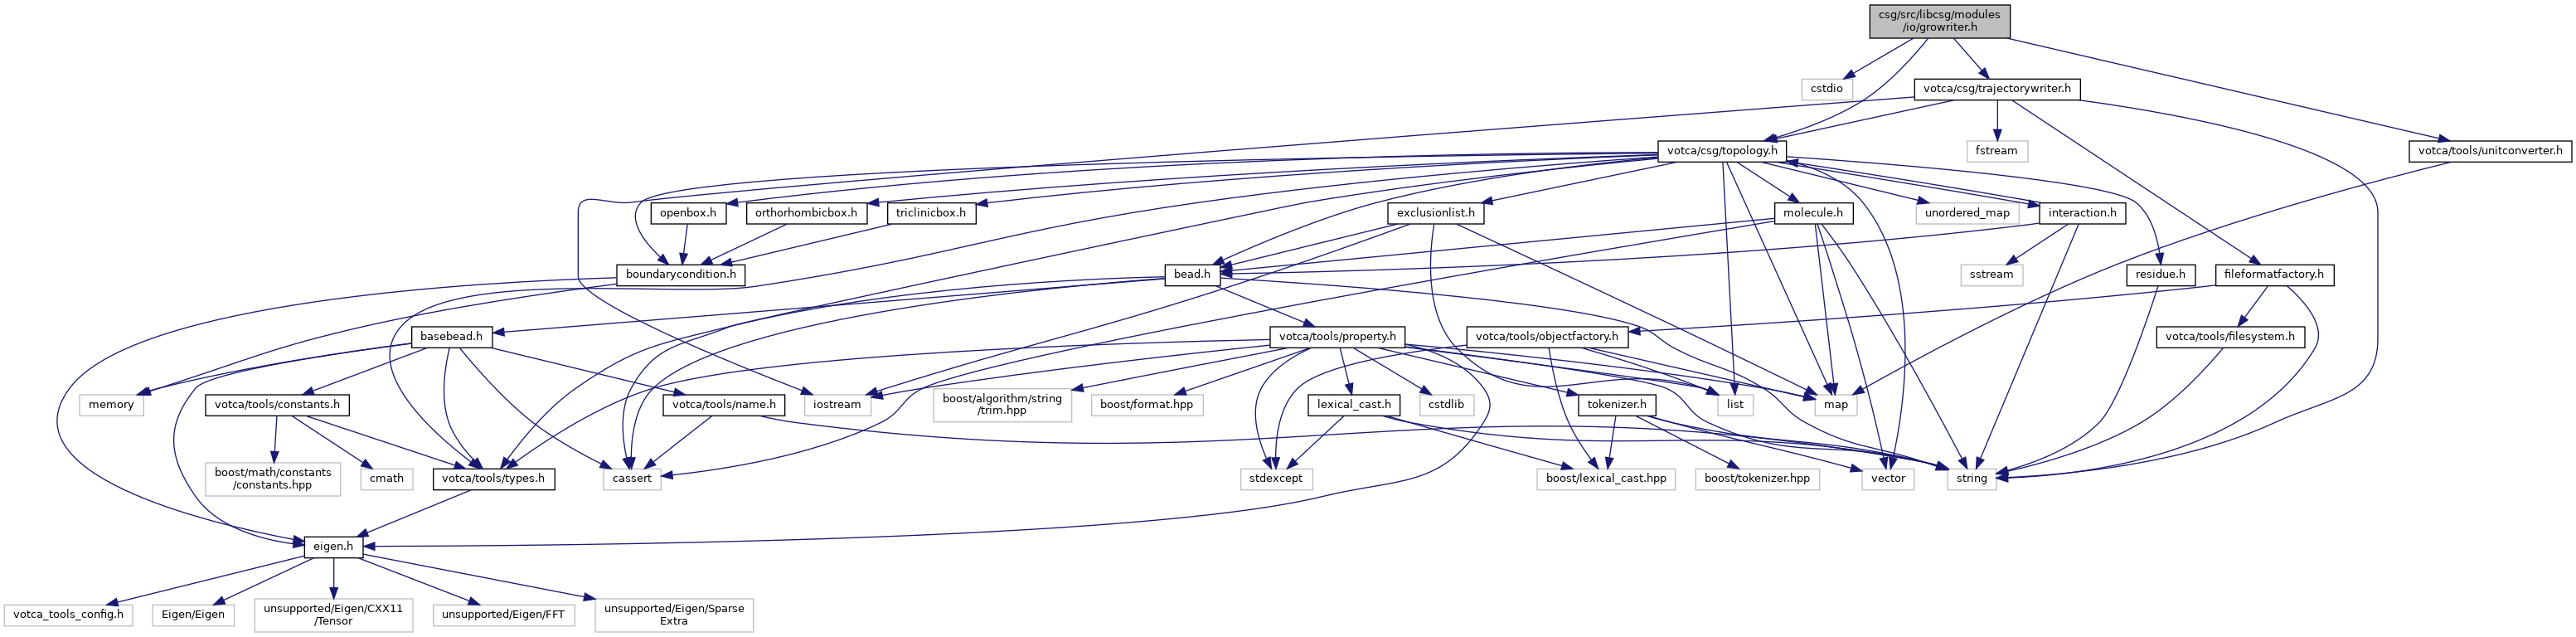 csg/src/libcsg/modules
/io/growriter.h
cstdio
votca/csg/trajectorywriter.h
votca/csg/topology.h
fstream
votca/tools/unitconverter.h
openbox.h
orthorhombicbox.h
triclinicbox.h
exclusionlist.h
molecule.h
unordered_map
interaction.h
boundarycondition.h
bead.h
sstream
residue.h
fileformatfactory.h
basebead.h
votca/tools/property.h
votca/tools/objectfactory.h
votca/tools/filesystem.h
memory
votca/tools/constants.h
votca/tools/name.h
iostream
boost/algorithm/string
/trim.hpp
boost/format.hpp
lexical_cast.h
cstdlib
tokenizer.h
list
map
boost/math/constants
/constants.hpp
cmath
votca/tools/types.h
cassert
stdexcept
boost/lexical_cast.hpp
boost/tokenizer.hpp
vector
string
eigen.h
votca_tools_config.h
Eigen/Eigen
unsupported/Eigen/CXX11
/Tensor
unsupported/Eigen/FFT
unsupported/Eigen/Sparse
Extra